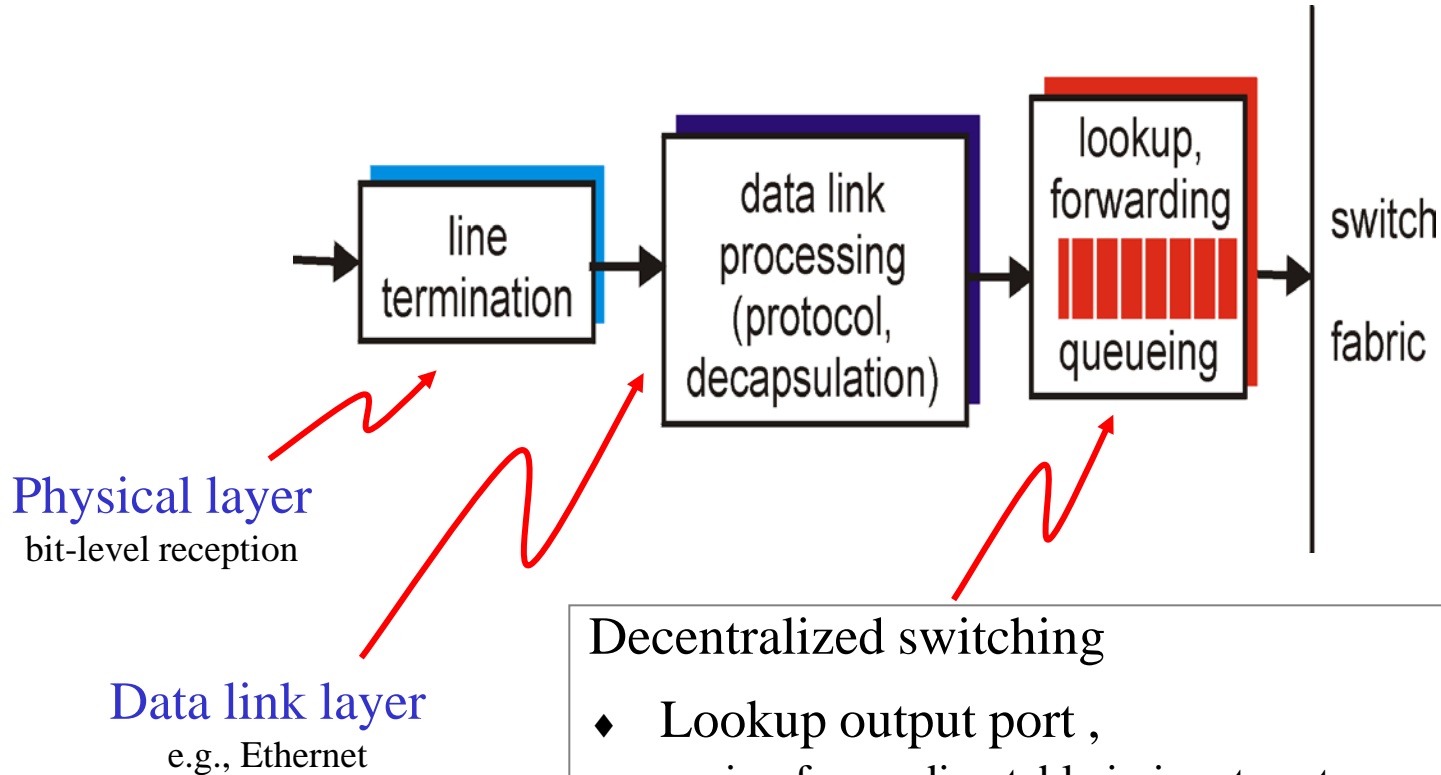 line
termination
data link
processing
(protocol,
decapsulation)
lookup,
forwarding
queueing
switch
fabric
Physical layer
bit-level reception
Data link layer
e.g., Ethernet
Decentralized switching
♦ Lookup output port ,